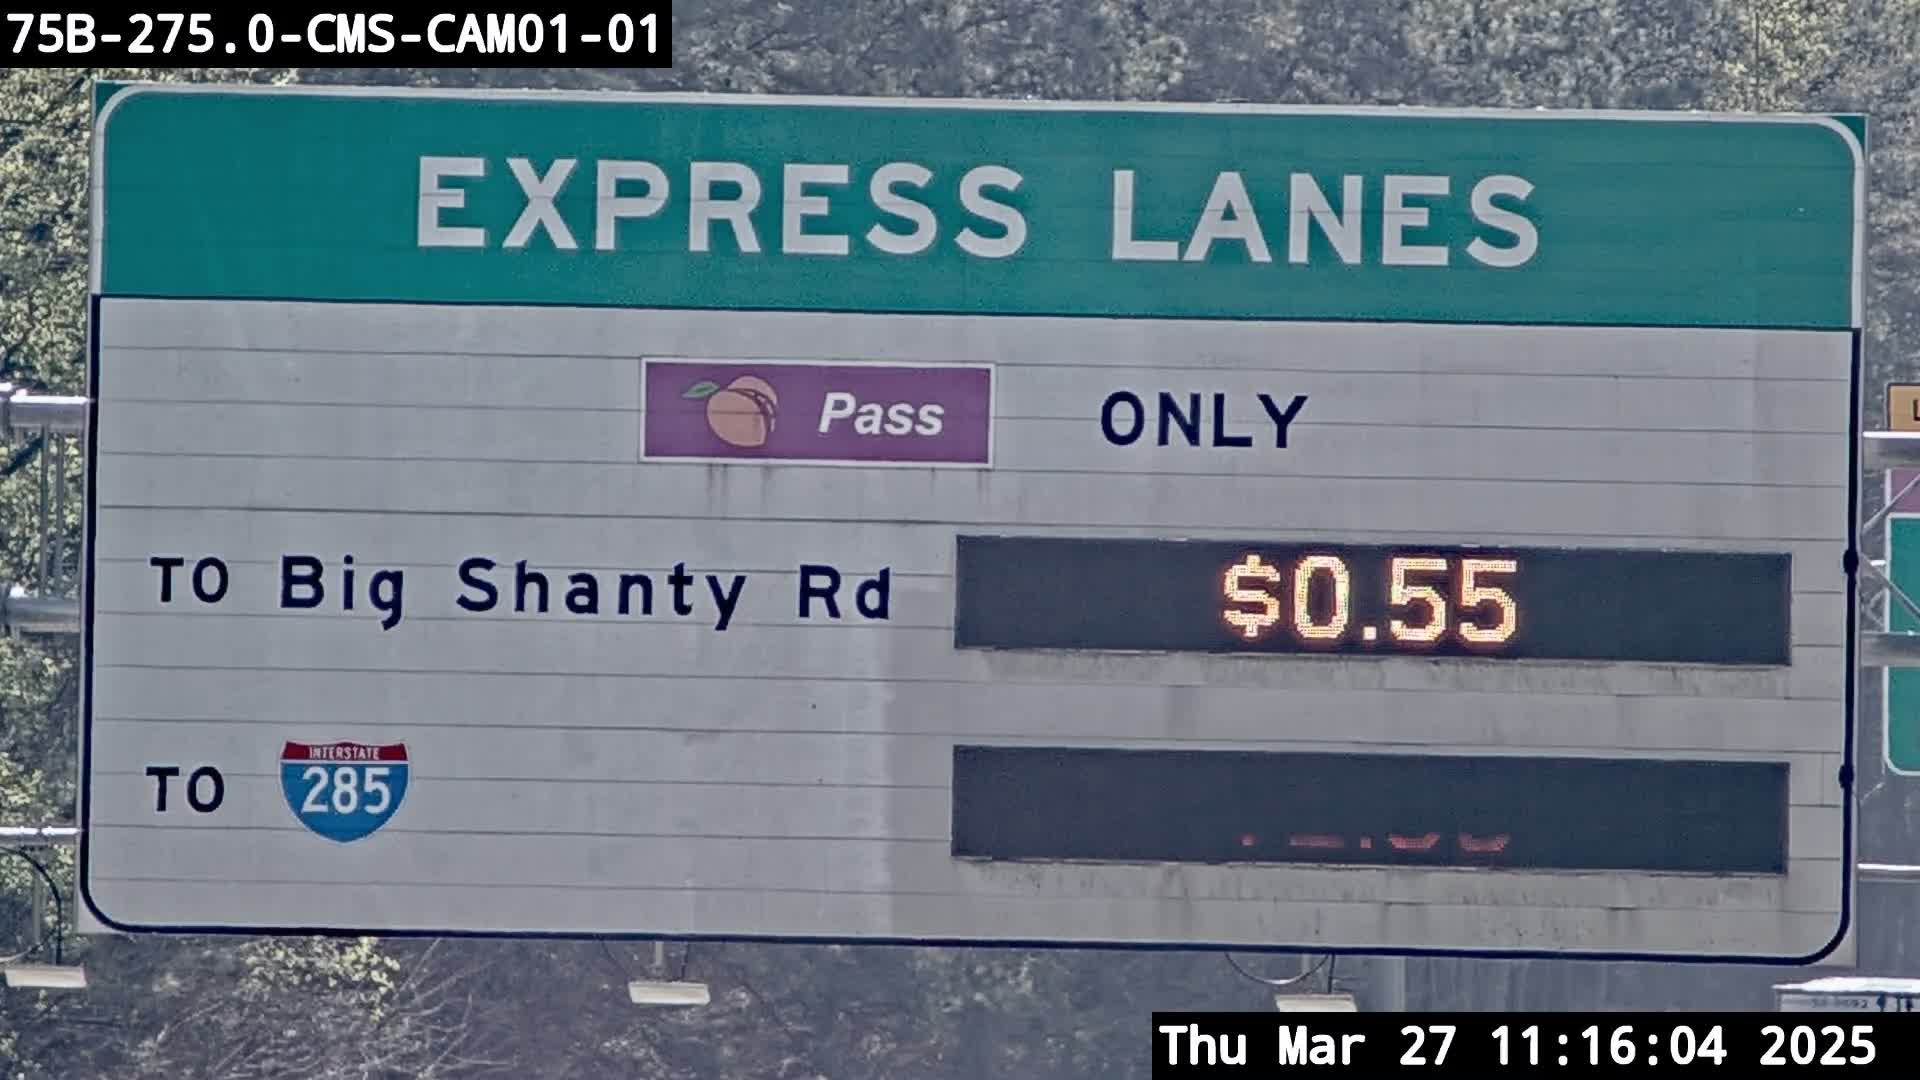 75B-275.0-CMS-CAM01-01
EXPRESS LANES
Pass ONLY
TO Big Shanty Rd $0.55
TO INTERSTATE 285
Thu Mar 27 11:16:04 2025